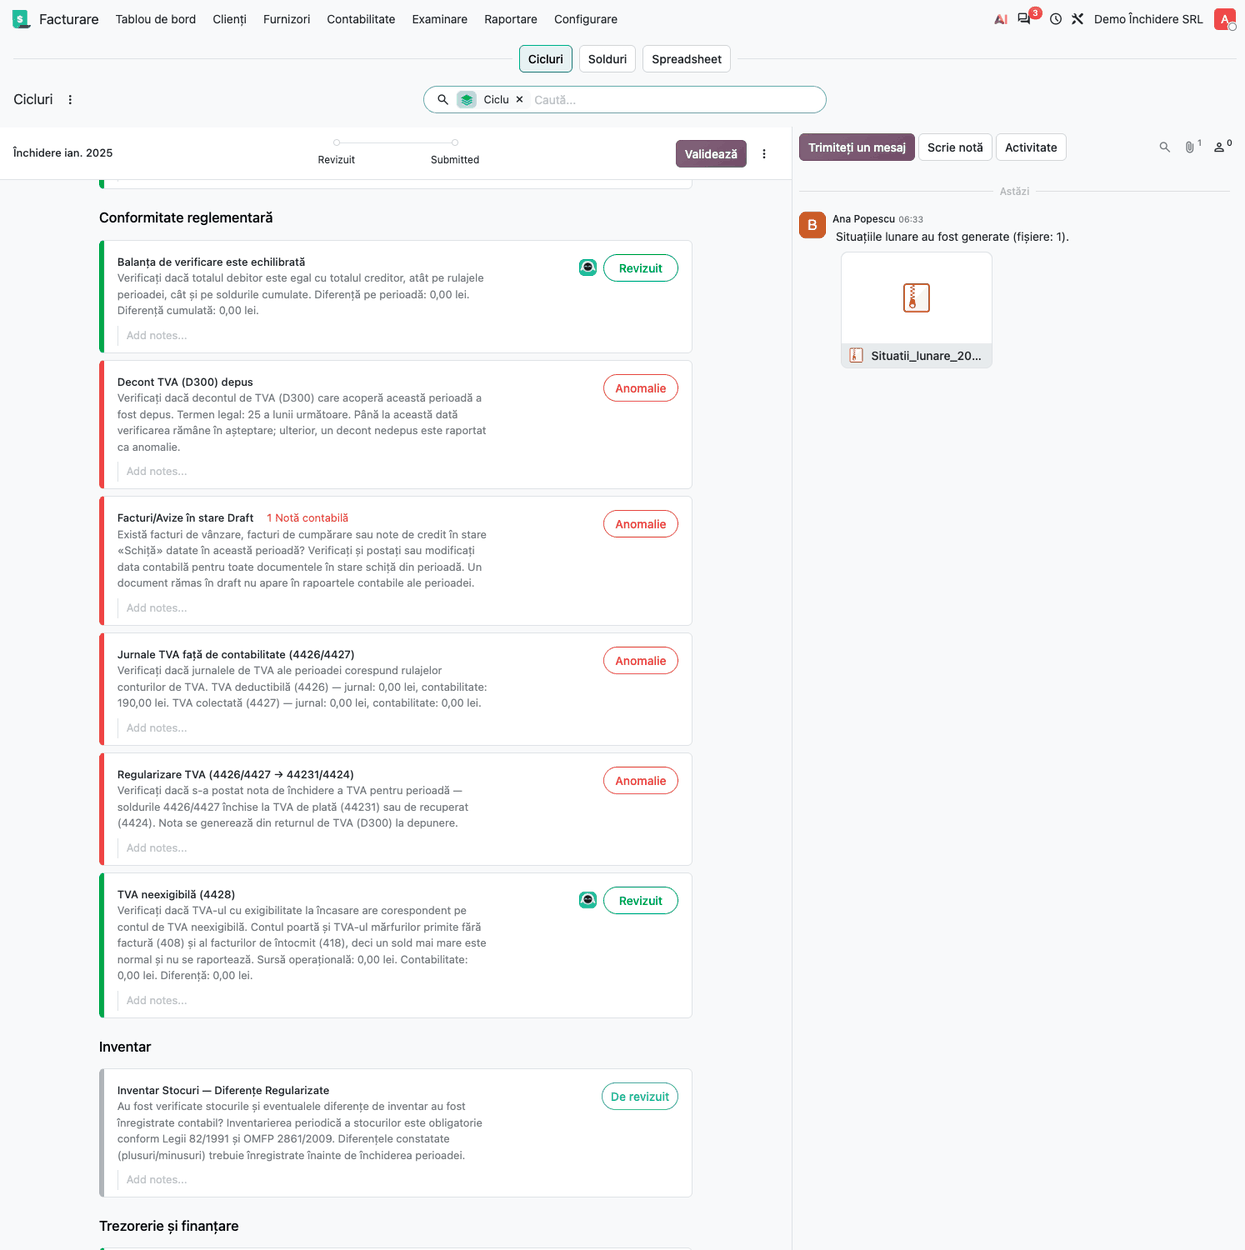 Facturare
Tablou de bord
Clienți
Furnizori
Contabilitate
Examinare
Raportare
Configurare
AI
3
Demo Închidere SRL
A
Cicluri
Solduri
Spreadsheet
Cicluri
Ciclu
Caută...
Închidere ian. 2025
Revizuit
Submitted
Validează
Trimiteți un mesaj
Scrie notă
Activitate
1
0
Astăzi
B
Ana Popescu 06:33
Situațiile lunare au fost generate (fișiere: 1).
Situatii_lunare_20...
Conformitate reglementară
Balanța de verificare este echilibrată
Revizuit
Verificați dacă totalul debitor este egal cu totalul creditor, atât pe rulajele
perioadei, cât și pe soldurile cumulate. Diferență pe perioadă: 0,00 lei.
Diferență cumulată: 0,00 lei.
Add notes...
Decont TVA (D300) depus
Anomalie
Verificați dacă decontul de TVA (D300) care acoperă această perioadă a
fost depus. Termen legal: 25 a lunii următoare. Până la această dată
verificarea rămâne în așteptare; ulterior, un decont nedepus este raportat
ca anomalie.
Add notes...
Facturi/Avize în stare Draft 1 Notă contabilă
Anomalie
Există facturi de vânzare, facturi de cumpărare sau note de credit în stare
«Schiță» datate în această perioadă? Verificați și postați sau modificați
data contabilă pentru toate documentele în stare schiță din perioadă. Un
document rămas în draft nu apare în rapoartele contabile ale perioadei.
Add notes...
Jurnale TVA față de contabilitate (4426/4427)
Anomalie
Verificați dacă jurnalele de TVA ale perioadei corespund rulajelor
conturilor de TVA. TVA deductibilă (4426) — jurnal: 0,00 lei, contabilitate:
190,00 lei. TVA colectată (4427) — jurnal: 0,00 lei, contabilitate: 0,00 lei.
Add notes...
Regularizare TVA (4426/4427 → 44231/4424)
Anomalie
Verificați dacă s-a postat nota de închidere a TVA pentru perioadă —
soldurile 4426/4427 închise la TVA de plată (44231) sau de recuperat
(4424). Nota se generează din returnul de TVA (D300) la depunere.
Add notes...
TVA neexigibilă (4428)
Revizuit
Verificați dacă TVA-ul cu exigibilitate la încasare are corespondent pe
contul de TVA neexigibilă. Contul poartă și TVA-ul mărfurilor primite fără
factură (408) și al facturilor de întocmit (418), deci un sold mai mare este
normal și nu se raportează. Sursă operațională: 0,00 lei. Contabilitate:
0,00 lei. Diferență: 0,00 lei.
Add notes...
Inventar
Inventar Stocuri — Diferențe Regularizate
De revizuit
Au fost verificate stocurile și eventualele diferențe de inventar au fost
înregistrate contabil? Inventarierea periodică a stocurilor este obligatorie
conform Legii 82/1991 și OMFP 2861/2009. Diferențele constatate
(plusuri/minusuri) trebuie înregistrate înainte de închiderea perioadei.
Add notes...
Trezorerie și finanțare